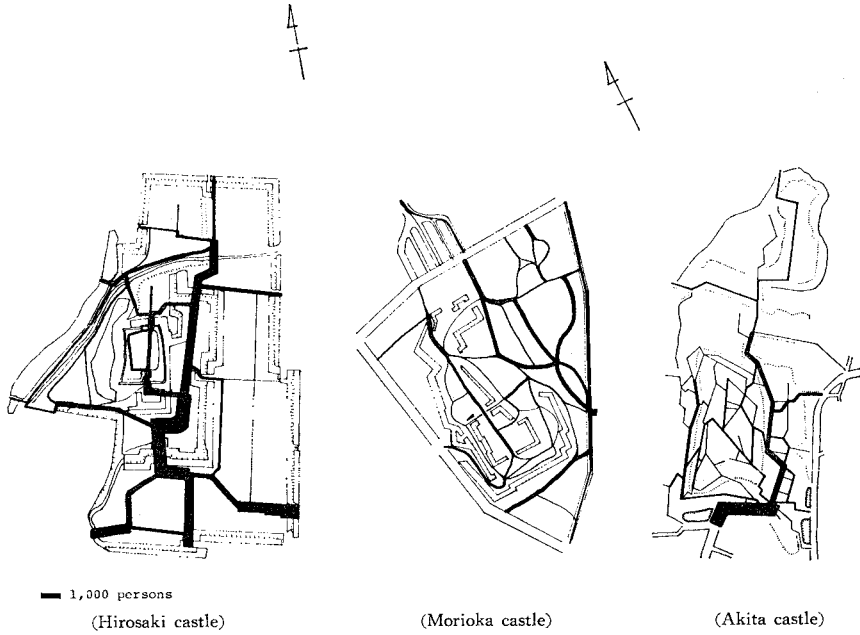 1,000 persons
(Hirosaki castle)
(Morioka castle)
(Akita castle)